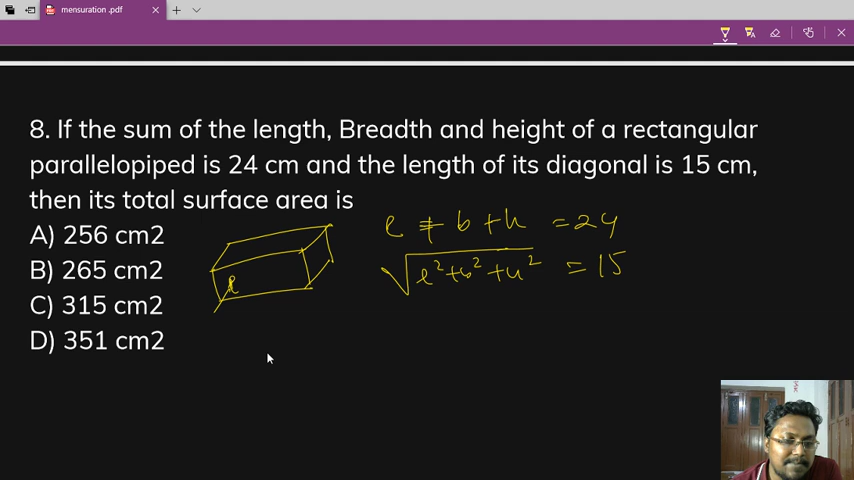 mensuration .pdf
8. If the sum of the length, Breadth and height of a rectangular
parallelopiped is 24 cm and the length of its diagonal is 15 cm,
then its total surface area is
A) 256 cm2
B) 265 cm2
C) 315 cm2
D) 351 cm2
l + b + h = 24
√l²+b²+h² = 15
l